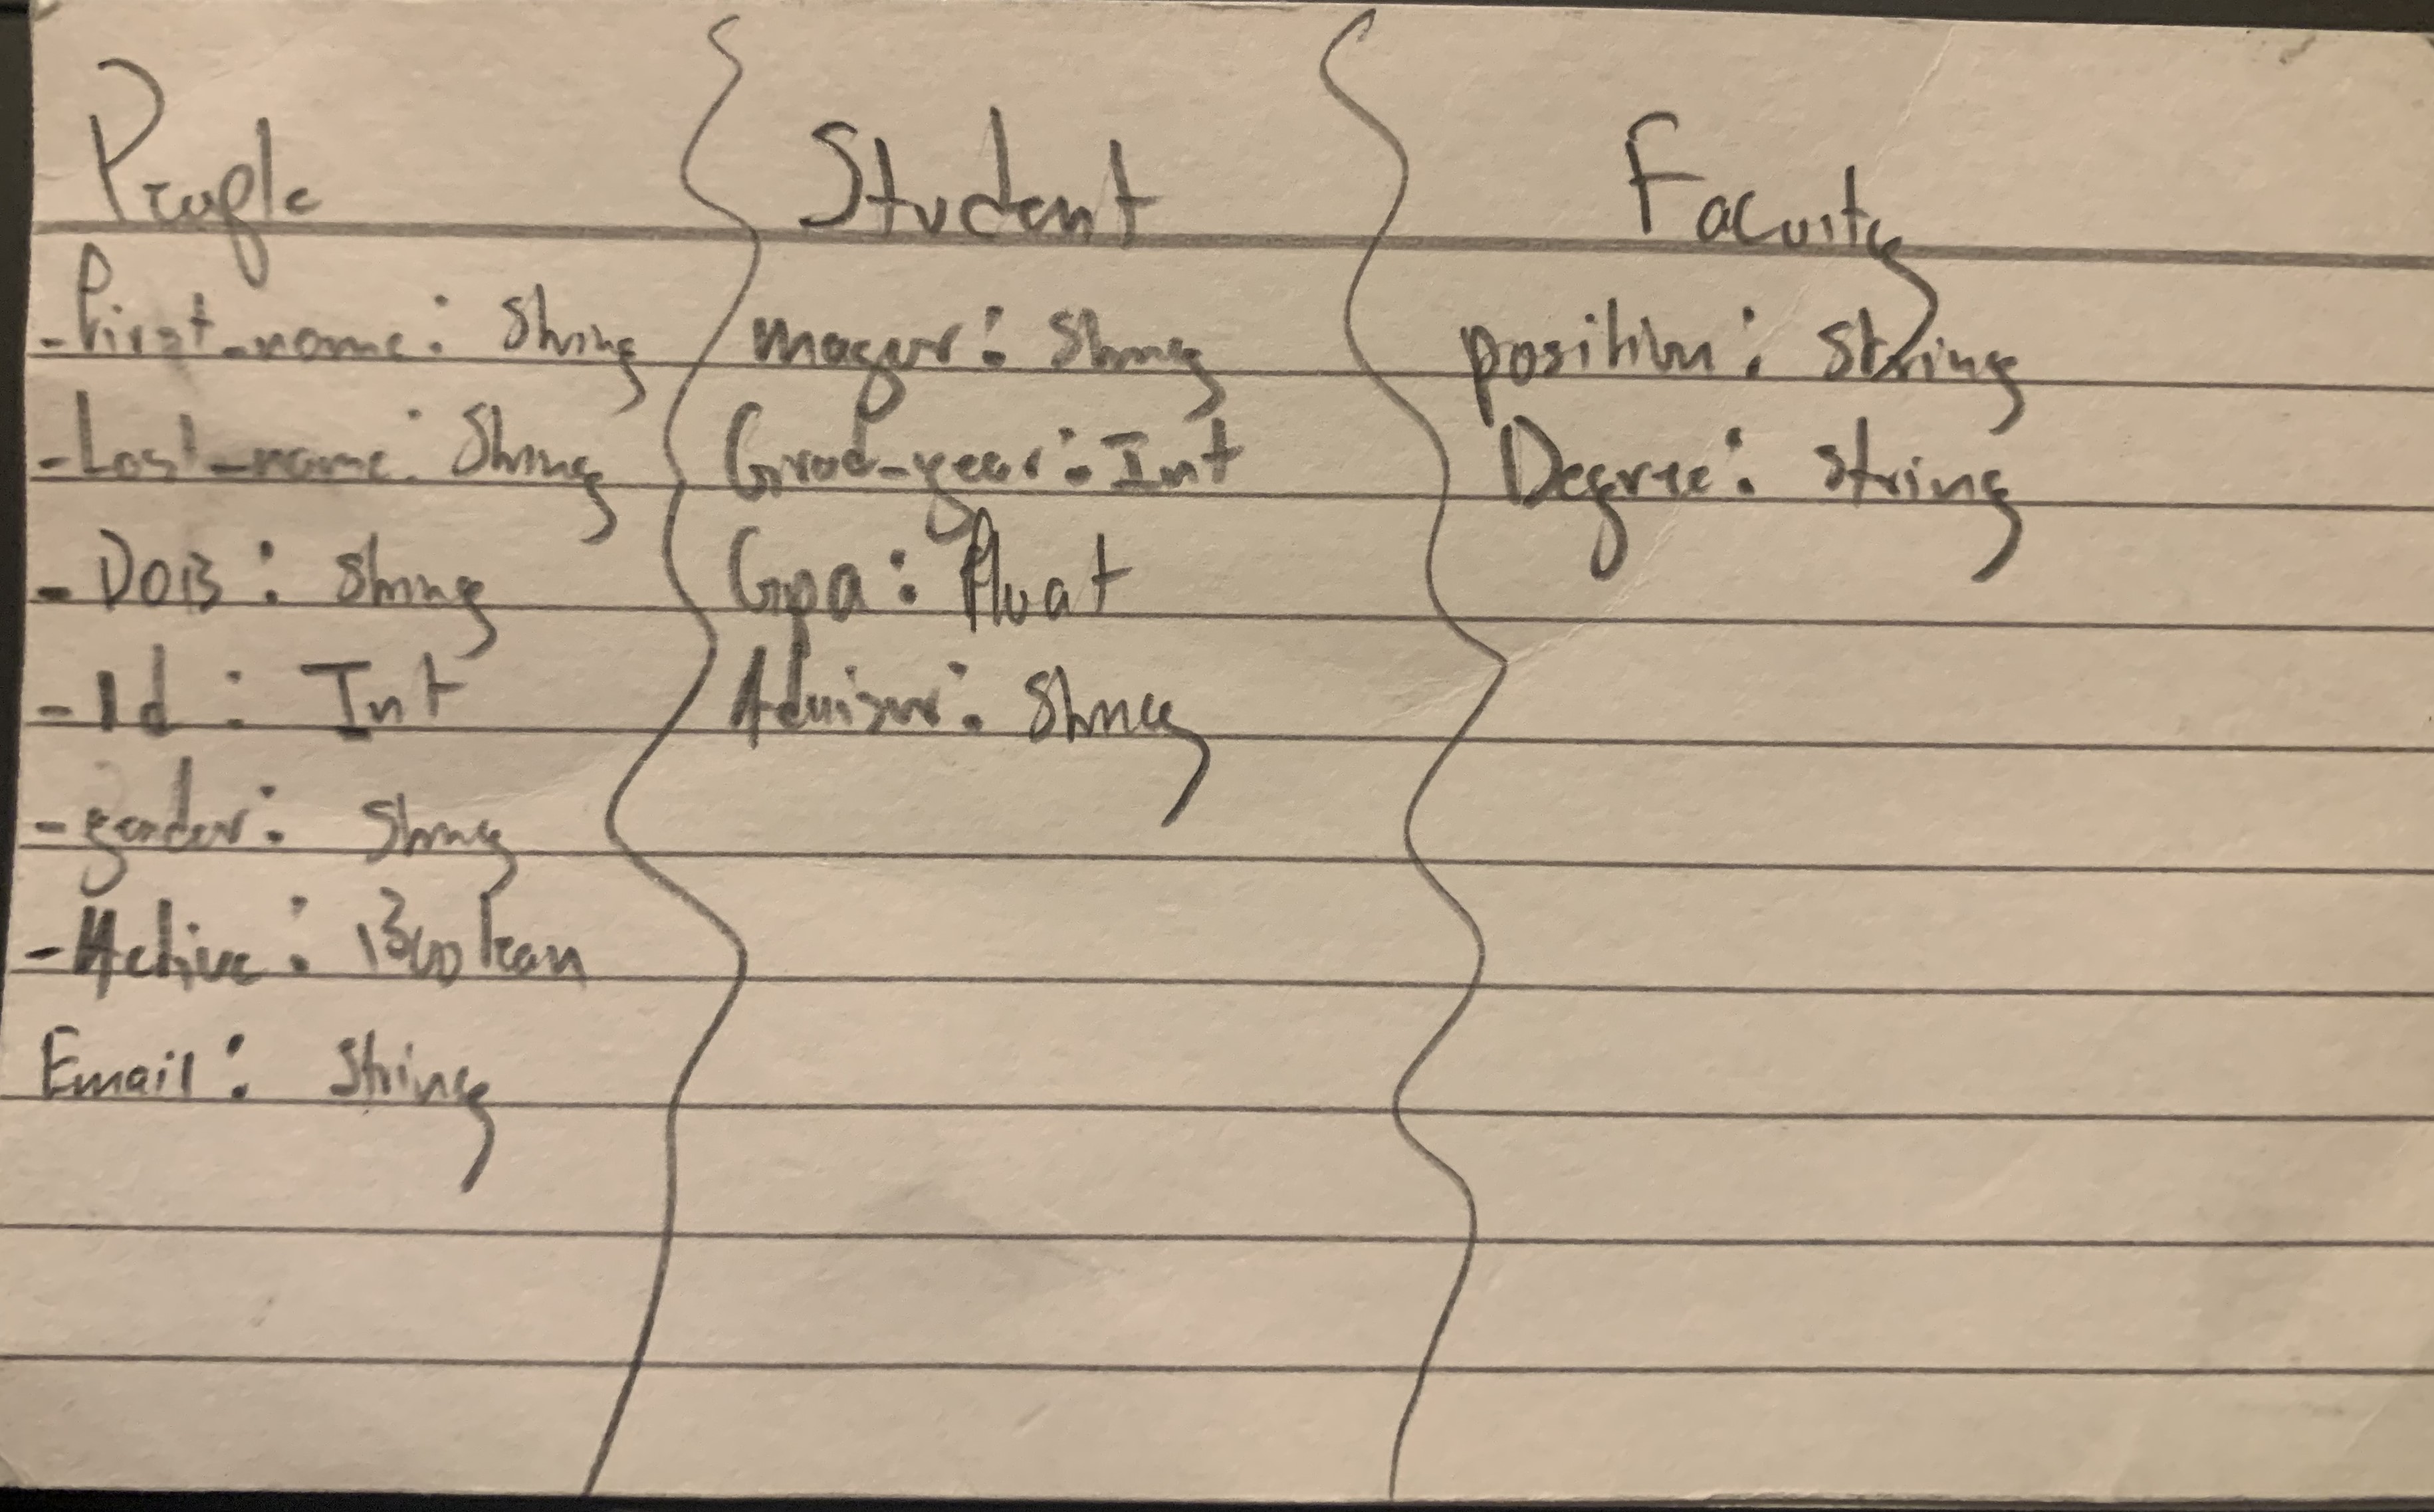 People
- first_name: String
- Last_name: String
- DOB: String
- Id: Int
- gender: String
- Active: Boolean
Email: String
Student
major: String
Grad_year: Int
Gpa: float
Advisor: String
Faculty
position: String
Degree: String